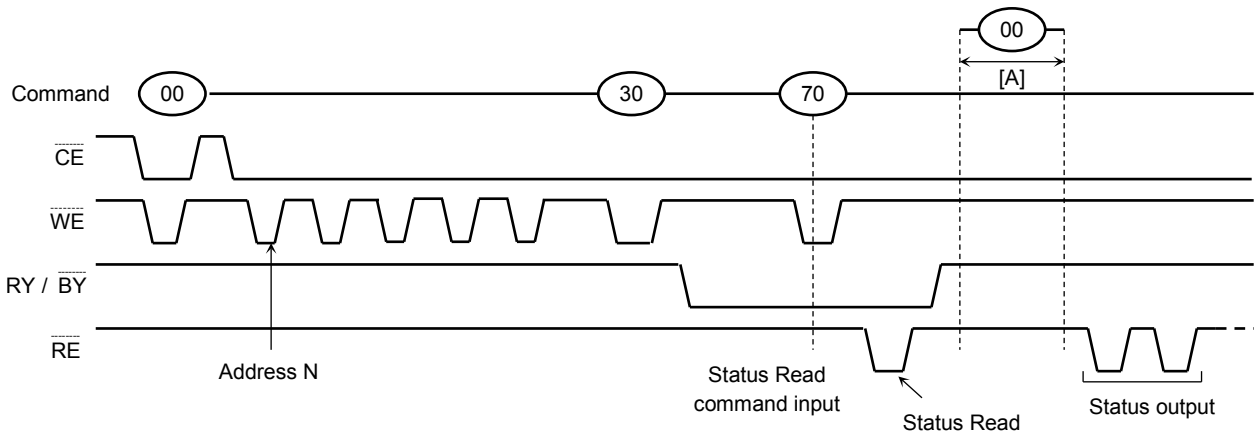 00
[A]
Command
00
30
70
CE
WE
RY / BY
RE
Address N
Status Read
command input
Status Read
Status output